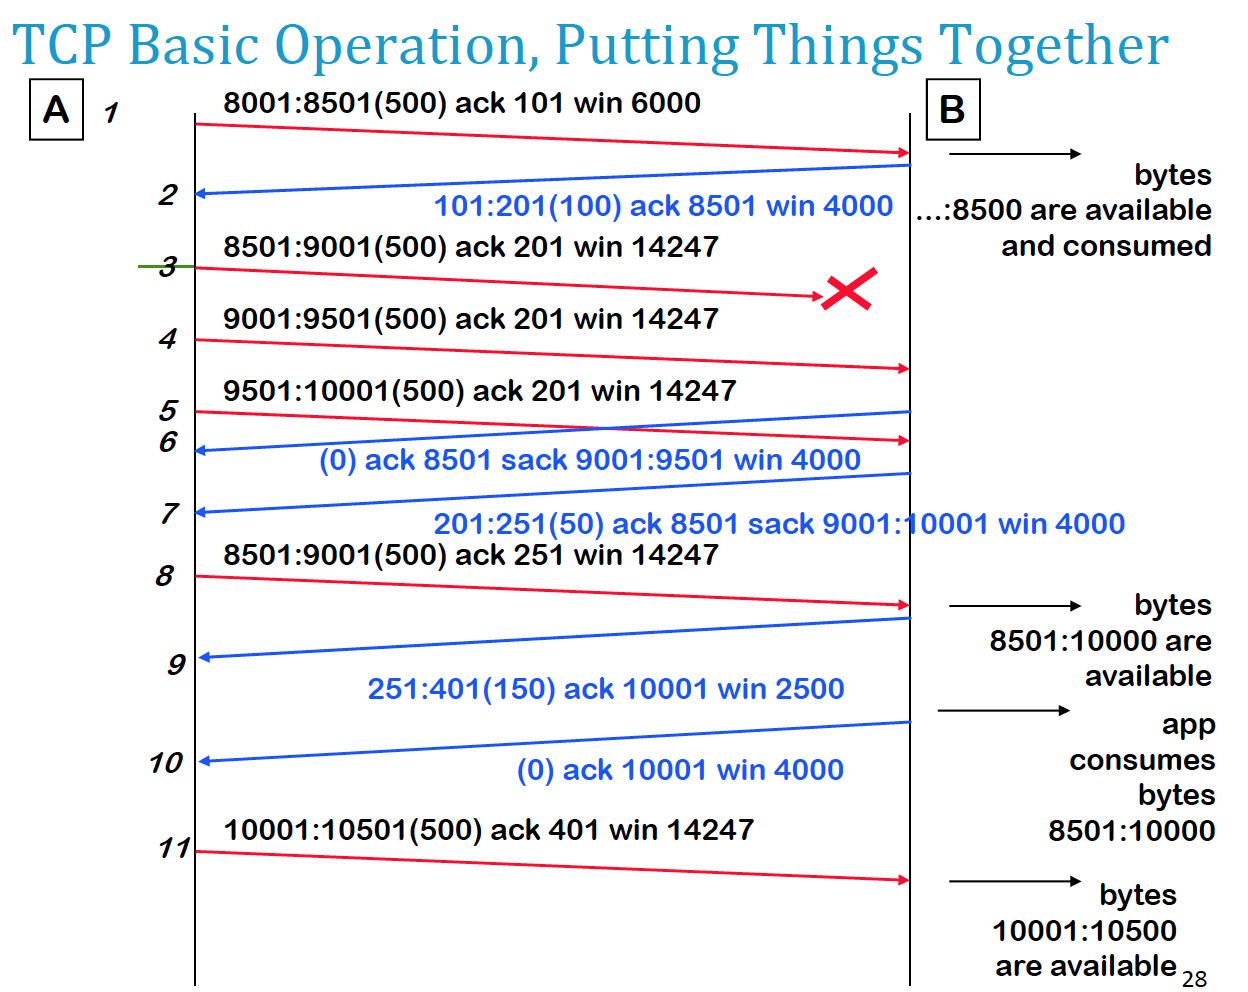 TCP Basic Operation, Putting Things Together
A
1
8001:8501(500) ack 101 win 6000
B
2
101:201(100) ack 8501 win 4000
bytes
...:8500 are available
and consumed
3
8501:9001(500) ack 201 win 14247
4
9001:9501(500) ack 201 win 14247
5
9501:10001(500) ack 201 win 14247
6
(0) ack 8501 sack 9001:9501 win 4000
7
201:251(50) ack 8501 sack 9001:10001 win 4000
8
8501:9001(500) ack 251 win 14247
bytes
8501:10000 are
available
9
251:401(150) ack 10001 win 2500
10
(0) ack 10001 win 4000
app
consumes
bytes
8501:10000
11
10001:10501(500) ack 401 win 14247
bytes
10001:10500
are available
28